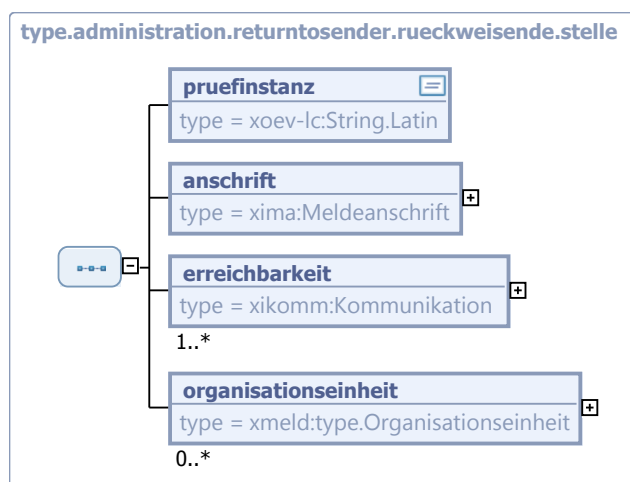 type.administration.returntosender.rueckweisende.stelle
pruefinstanz
type = xoev-lc:String.Latin
anschrift
type = xima:Meldeanschrift
erreichbarkeit
type = xikomm:Kommunikation
1..*
organisationseinheit
type = xmeld:type.Organisationseinheit
0..*